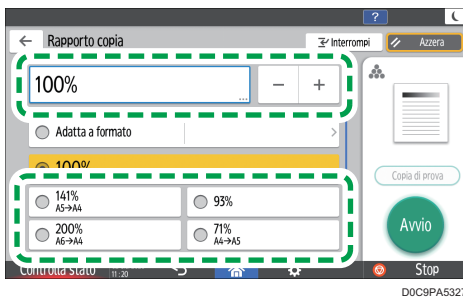 ?
Rapporto copia
Interrompi
Azzera
100%
...
Adatta a formato
100%
141%
A5→A4
93%
200%
A6→A4
71%
A4→A5
Copia di prova
Avvio
Controlla stato
11:20
Stop
D0C9PA5327